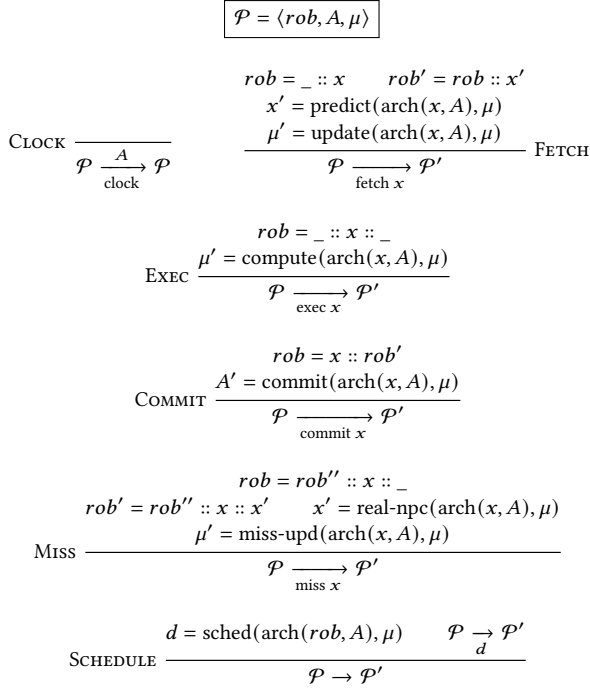 𝒫 = ⟨rob, A, μ⟩
rob = _ :: x rob′ = rob :: x′
x′ = predict(arch(x, A), μ)
μ′ = update(arch(x, A), μ)
Clock 𝒫 —A→ 𝒫 𝒫 ⟶ 𝒫′ Fetch
clock fetch x
rob = _ :: x :: _
μ′ = compute(arch(x, A), μ)
Exec 𝒫 ⟶ 𝒫′
exec x
rob = x :: rob′
A′ = commit(arch(x, A), μ)
Commit 𝒫 ⟶ 𝒫′
commit x
rob = rob″ :: x :: _
rob′ = rob″ :: x :: x′ x′ = real-npc(arch(x, A), μ)
μ′ = miss-upd(arch(x, A), μ)
Miss 𝒫 ⟶ 𝒫′
miss x
d = sched(arch(rob, A), μ) 𝒫 →d 𝒫′
Schedule 𝒫 → 𝒫′